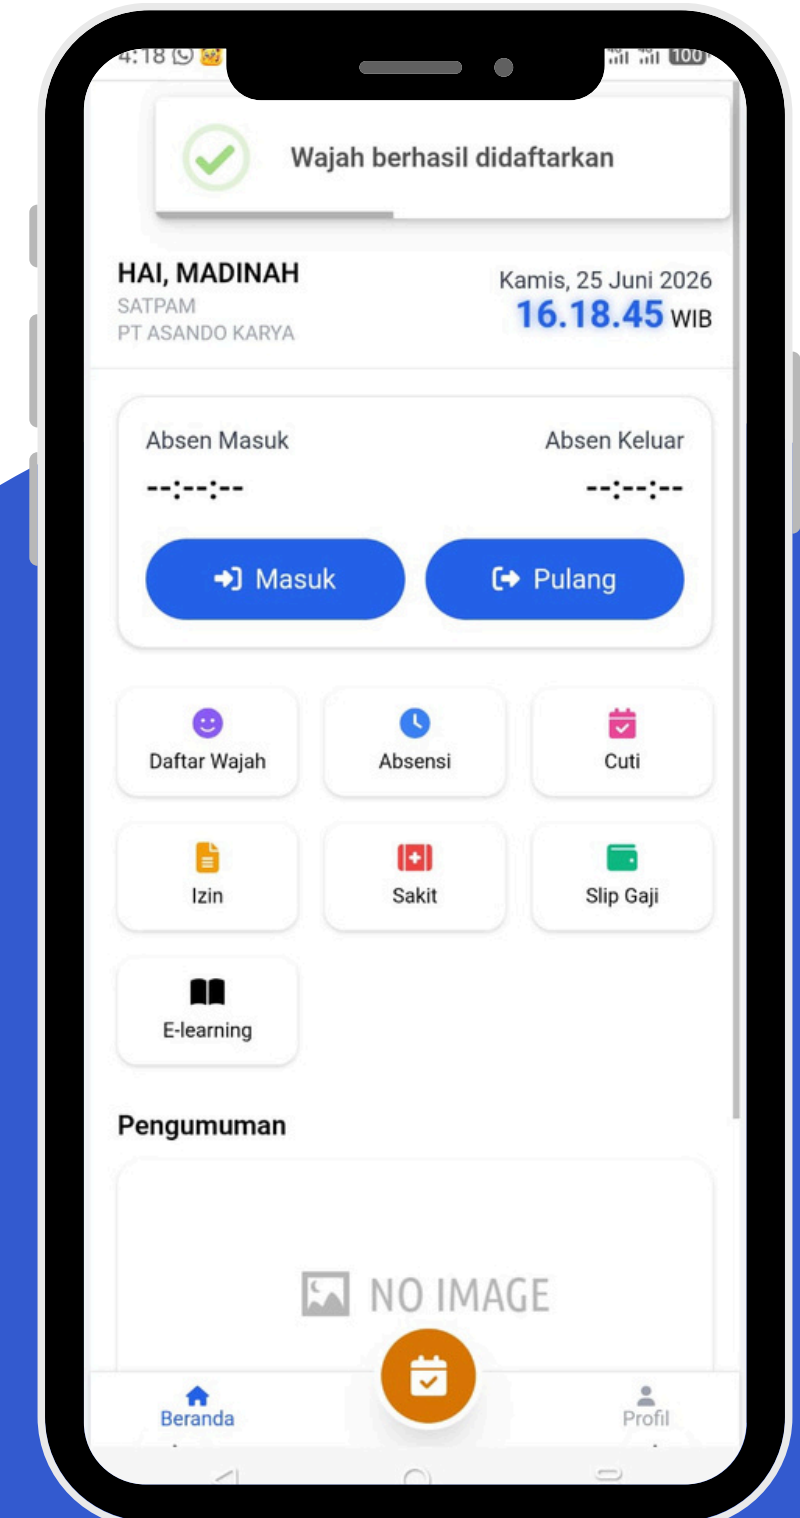 4:18
100
Wajah berhasil didaftarkan
HAI, MADINAH
SATPAM
PT ASANDO KARYA
Kamis, 25 Juni 2026
16.18.45 WIB
Absen Masuk
Absen Keluar
--:--:--
--:--:--
Masuk
Pulang
Daftar Wajah
Absensi
Cuti
Izin
Sakit
Slip Gaji
E-learning
Pengumuman
NO IMAGE
Beranda
Profil